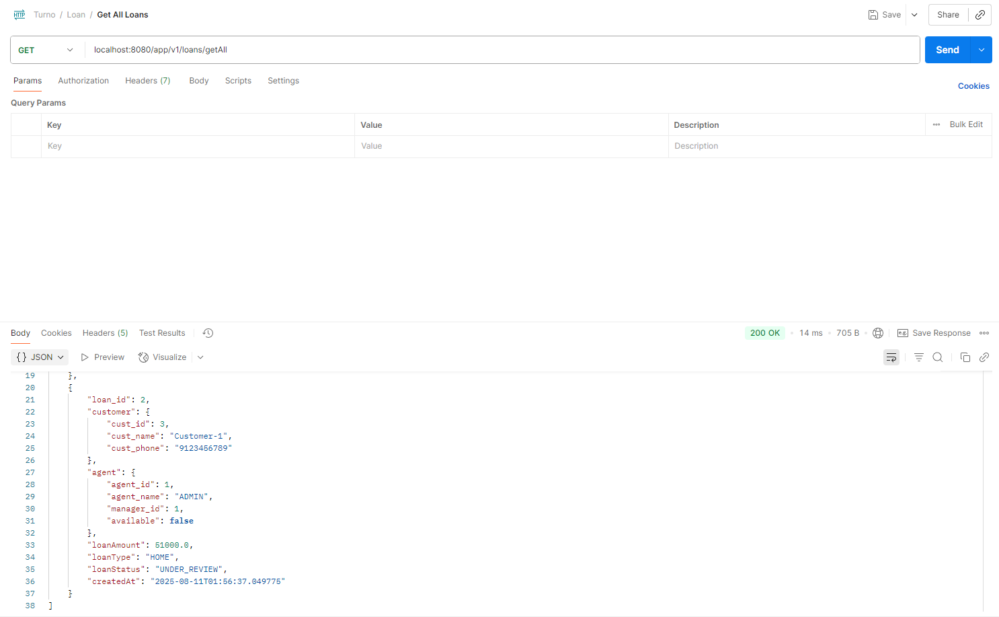 HTTP Turno / Loan / Get All Loans Save Share
GET localhost:8080/app/v1/loans/getAll Send
Params Authorization Headers (7) Body Scripts Settings Cookies
Query Params
Key Value Description Bulk Edit
Key Value Description
Body Cookies Headers (5) Test Results 200 OK 14 ms 705 B e.g. Save Response
{} JSON Preview Visualize
19 },
20 {
21 "loan_id": 2,
22 "customer": {
23 "cust_id": 3,
24 "cust_name": "Customer-1",
25 "cust_phone": "9123456789"
26 },
27 "agent": {
28 "agent_id": 1,
29 "agent_name": "ADMIN",
30 "manager_id": 1,
31 "available": false
32 },
33 "loanAmount": 51000.0,
34 "loanType": "HOME",
35 "loanStatus": "UNDER_REVIEW",
36 "createdAt": "2025-08-11T01:56:37.049775"
37 }
38 ]